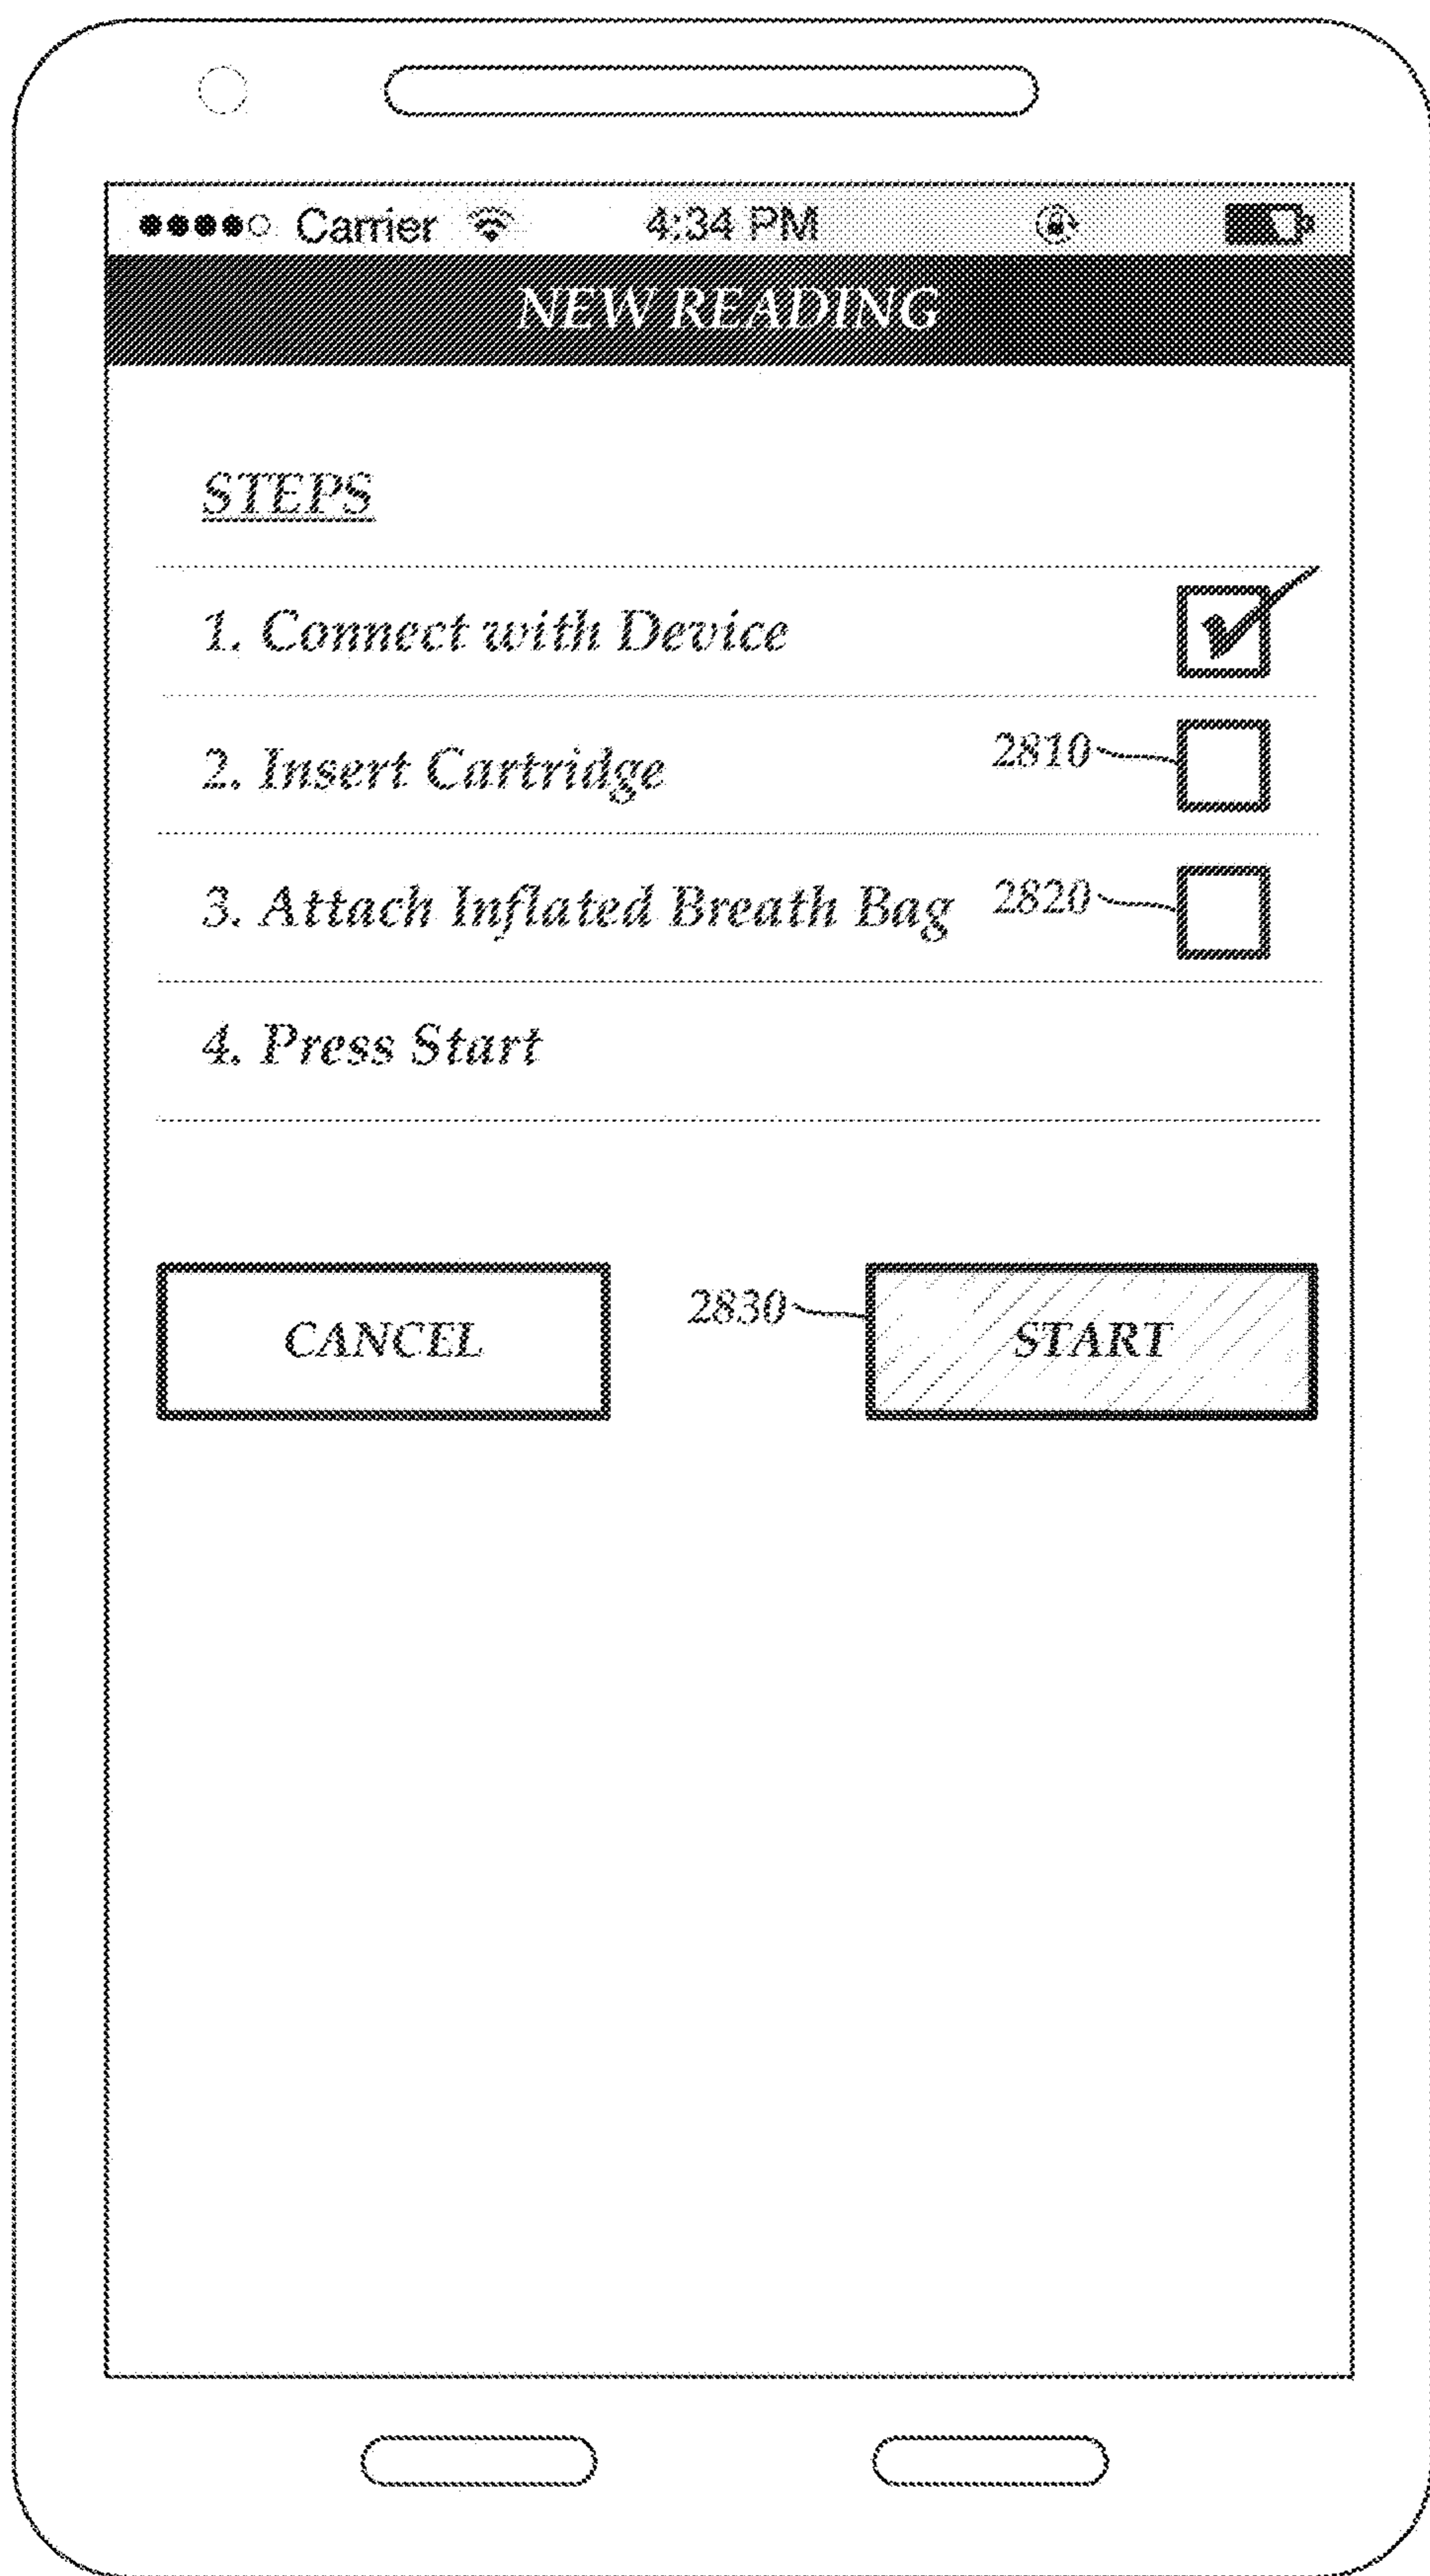 Carrier 4:34 PM
NEW READING
STEPS
1. Connect with Device
2. Insert Cartridge 2810
3. Attach Inflated Breath Bag 2820
4. Press Start
CANCEL 2830 START